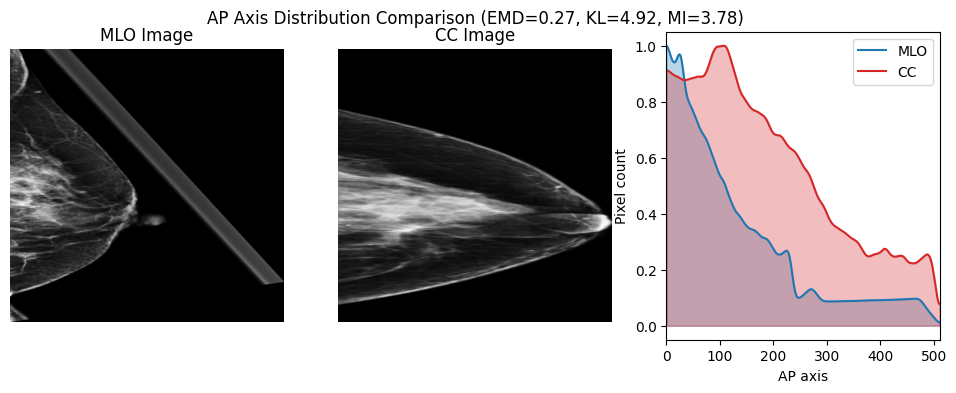 AP Axis Distribution Comparison (EMD=0.27, KL=4.92, MI=3.78)
MLO Image
CC Image
MLO
CC
Pixel count
1.0
0.8
0.6
0.4
0.2
0.0
0 100 200 300 400 500
AP axis